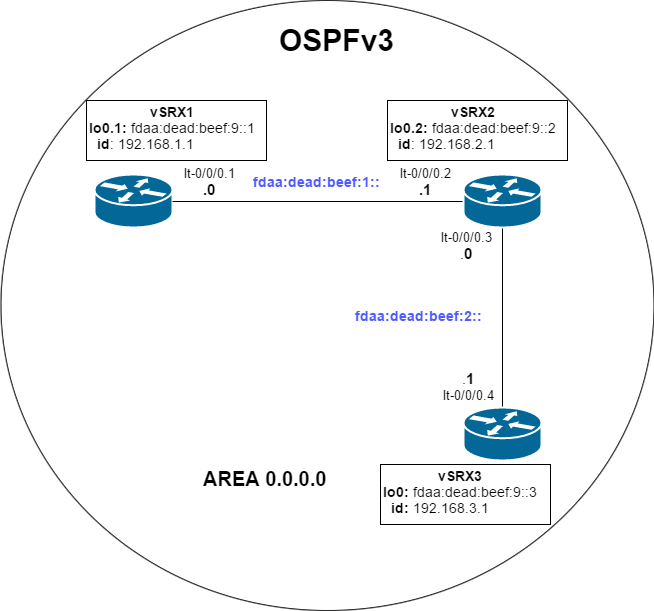 OSPFv3
vSRX1
lo0.1: fdaa:dead:beef:9::1
id: 192.168.1.1
vSRX2
lo0.2: fdaa:dead:beef:9::2
id: 192.168.2.1
lt-0/0/0.1
.0
fdaa:dead:beef:1::
lt-0/0/0.2
.1
lt-0/0/0.3
.0
fdaa:dead:beef:2::
.1
lt-0/0/0.4
AREA 0.0.0.0
vSRX3
lo0: fdaa:dead:beef:9::3
id: 192.168.3.1